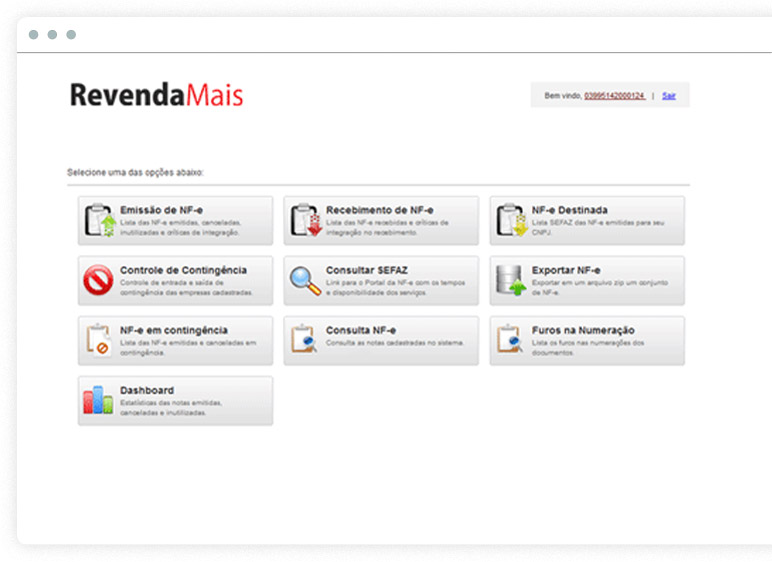 RevendaMais
Bem vindo, 03995142000124 | Sair
Selecione uma das opções abaixo:
Emissão de NF-e
Lista das NF-e emitidas, canceladas,
inutilizadas e críticas de integração.
Recebimento de NF-e
Lista das NF-e recebidas e críticas de
integração no recebimento.
NF-e Destinada
Lista SEFAZ das NF-e emitidas para seu
CNPJ.
Controle de Contingência
Controle de entrada e saída de
contingência das empresas cadastradas.
Consultar SEFAZ
Link para o Portal da NF-e com os tempos
e disponibilidade dos serviços.
Exportar NF-e
Exportar em um arquivo zip um conjunto
de NF-e.
NF-e em contingência
Lista das NF-e emitidas e canceladas em
contingência.
Consulta NF-e
Consulta as notas cadastradas no sistema.
Furos na Numeração
Lista os furos nas numerações dos
documentos.
Dashboard
Estatísticas das notas emitidas,
canceladas e inutilizadas.